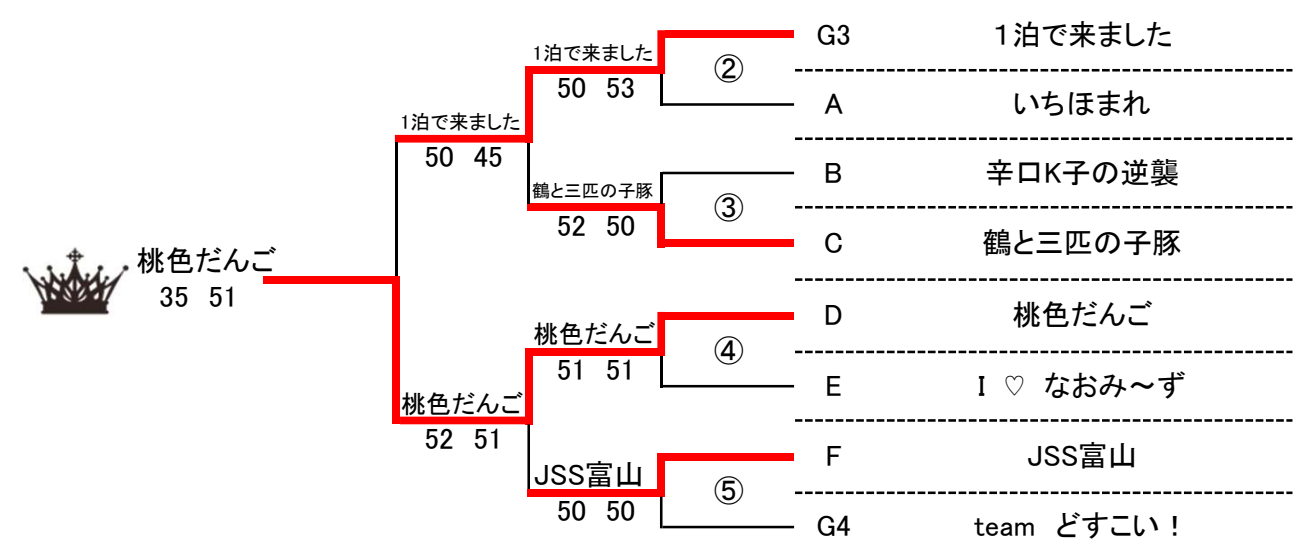 G3 1泊で来ました
1泊で来ました
②
50 53
A いちほまれ
1泊で来ました
50 45
B 辛口K子の逆襲
鶴と三匹の子豚
③
52 50
C 鶴と三匹の子豚
桃色だんご
35 51
D 桃色だんご
桃色だんご
④
51 51
E I ♡ なおみ～ず
桃色だんご
52 51
F JSS富山
JSS富山
⑤
50 50
G4 team どすこい！